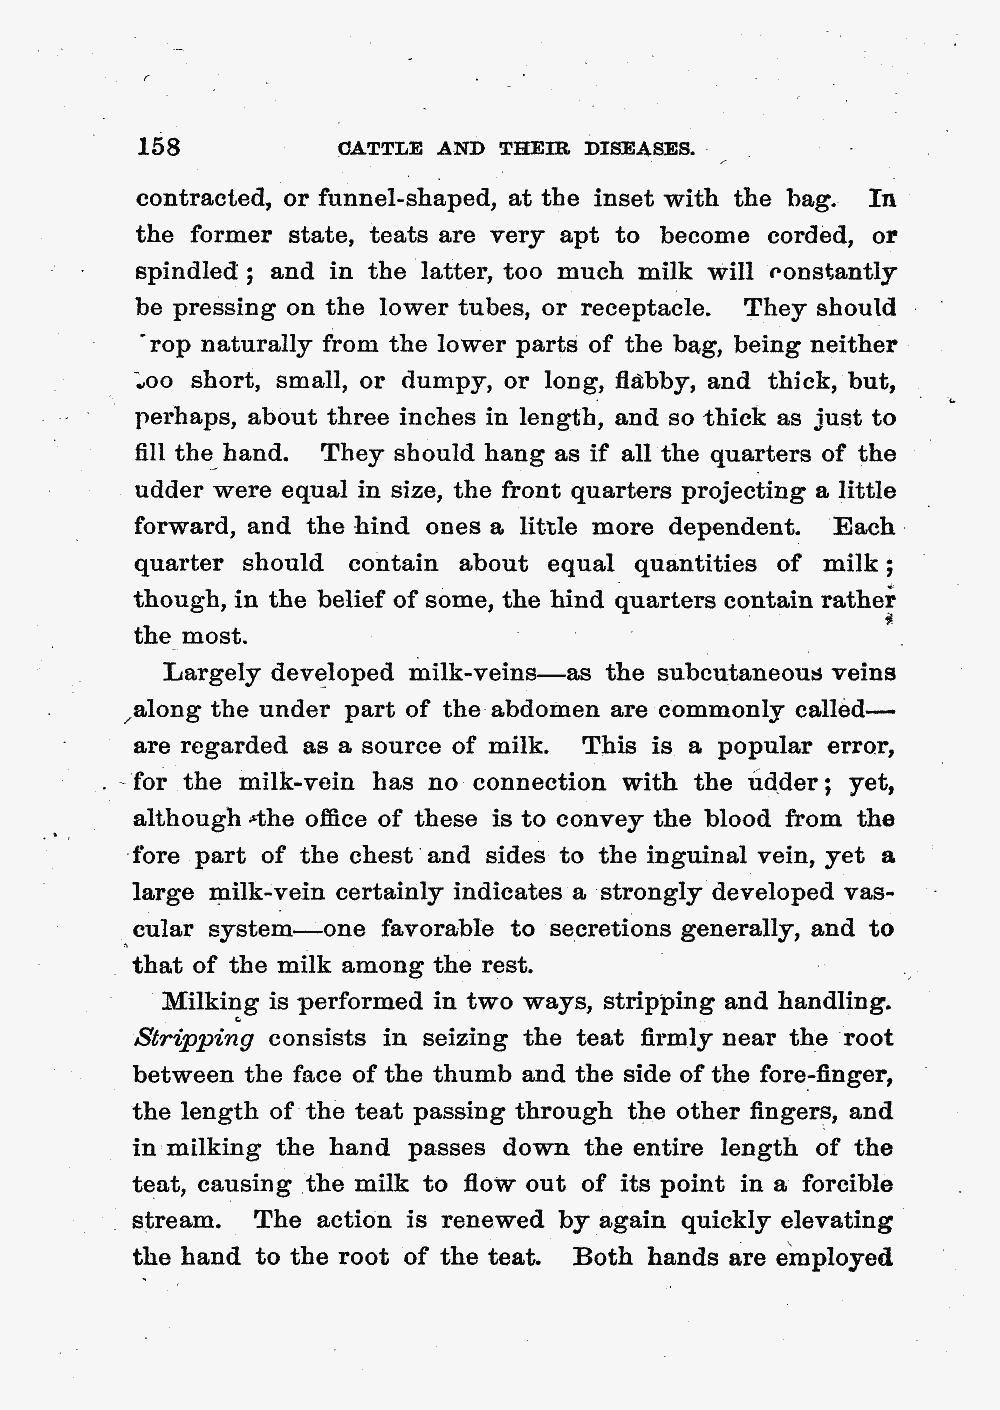 158 CATTLE AND THEIR DISEASES.
contracted, or funnel-shaped, at the inset with the bag. In
the former state, teats are very apt to become corded, or
spindled ; and in the latter, too much milk will constantly
be pressing on the lower tubes, or receptacle. They should
rop naturally from the lower parts of the bag, being neither
too short, small, or dumpy, or long, flabby, and thick, but,
perhaps, about three inches in length, and so thick as just to
fill the hand. They should hang as if all the quarters of the
udder were equal in size, the front quarters projecting a little
forward, and the hind ones a little more dependent. Each
quarter should contain about equal quantities of milk ;
though, in the belief of some, the hind quarters contain rather
the most.
Largely developed milk-veins—as the subcutaneous veins
along the under part of the abdomen are commonly called—
are regarded as a source of milk. This is a popular error,
for the milk-vein has no connection with the udder ; yet,
although the office of these is to convey the blood from the
fore part of the chest and sides to the inguinal vein, yet a
large milk-vein certainly indicates a strongly developed vas-
cular system—one favorable to secretions generally, and to
that of the milk among the rest.
Milking is performed in two ways, stripping and handling.
Stripping consists in seizing the teat firmly near the root
between the face of the thumb and the side of the fore-finger,
the length of the teat passing through the other fingers, and
in milking the hand passes down the entire length of the
teat, causing the milk to flow out of its point in a forcible
stream. The action is renewed by again quickly elevating
the hand to the root of the teat. Both hands are employed